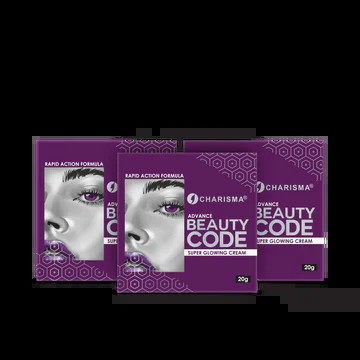 RAPID ACTION FORMULA
CHARISMA®
ADVANCE
BEAUTY
CODE
SUPER GLOWING CREAM
20g
RAPID ACTION FORMULA
CHARISMA®
ADVANCE
BEAUTY
CODE
SUPER GLOWING CREAM
20g